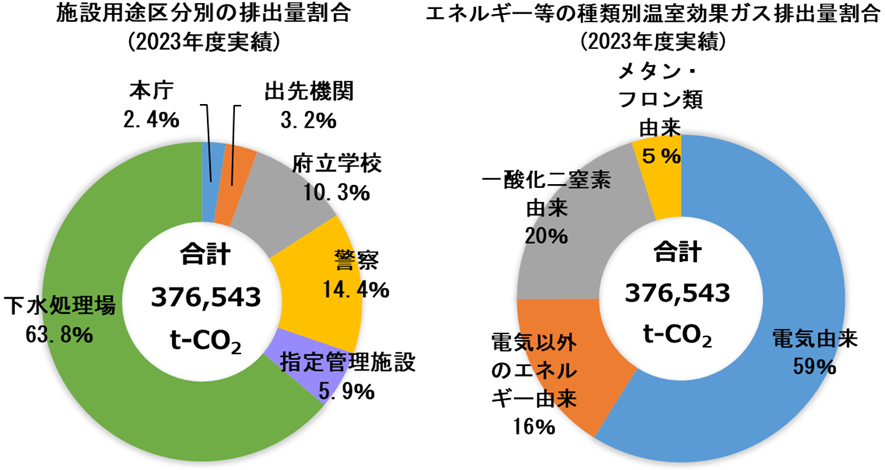 施設用途区分別の排出量割合
(2023年度実績)
本庁
2.4%
出先機関
3.2%
府立学校
10.3%
警察
14.4%
指定管理施設
5.9%
下水処理場
63.8%
合計
376,543
t-CO₂
エネルギー等の種類別温室効果ガス排出量割合
(2023年度実績)
メタン・
フロン類
由来
5%
一酸化二窒素
由来
20%
電気以外
のエネル
ギー由来
16%
電気由来
59%
合計
376,543
t-CO₂